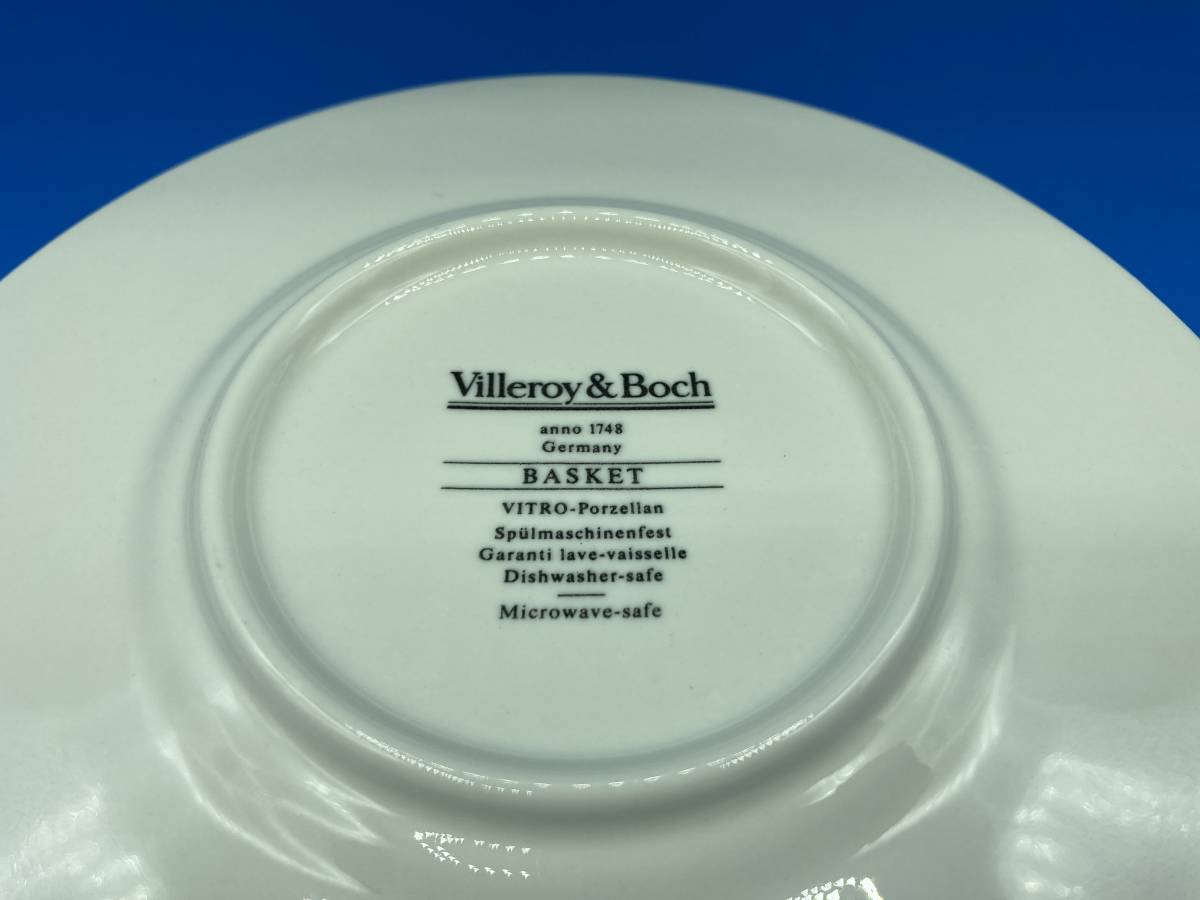 Villeroy & Boch
anno 1748
Germany
BASKET
VITRO-Porzellan
Spülmaschinenfest
Garanti lave-vaisselle
Dishwasher-safe
Microwave-safe